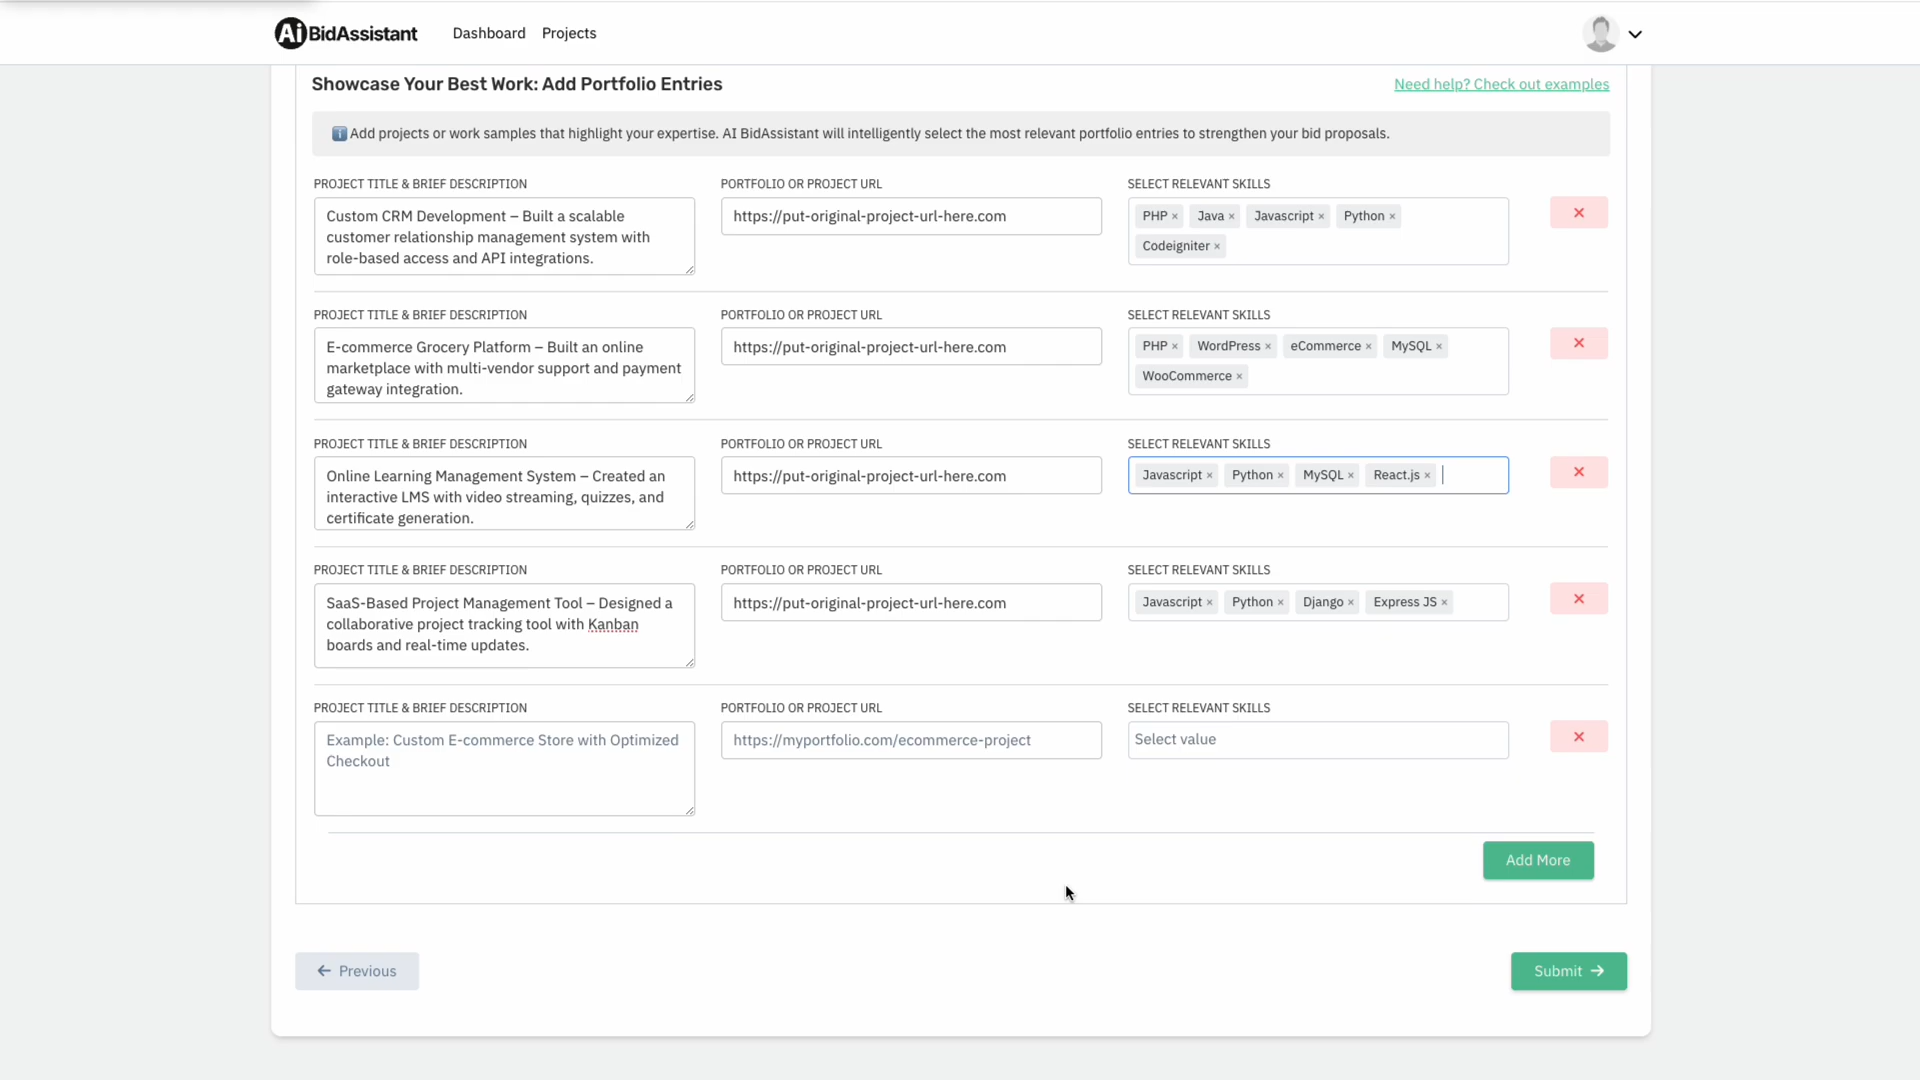 Ai BidAssistant Dashboard Projects
Showcase Your Best Work: Add Portfolio Entries
Need help? Check out examples
Add projects or work samples that highlight your expertise. AI BidAssistant will intelligently select the most relevant portfolio entries to strengthen your bid proposals.
PROJECT TITLE & BRIEF DESCRIPTION
Custom CRM Development – Built a scalable
customer relationship management system with
role-based access and API integrations.
PORTFOLIO OR PROJECT URL
https://put-original-project-url-here.com
SELECT RELEVANT SKILLS
PHP × Java × Javascript × Python ×
Codeigniter ×
PROJECT TITLE & BRIEF DESCRIPTION
E-commerce Grocery Platform – Built an online
marketplace with multi-vendor support and payment
gateway integration.
PORTFOLIO OR PROJECT URL
https://put-original-project-url-here.com
SELECT RELEVANT SKILLS
PHP × WordPress × eCommerce × MySQL ×
WooCommerce ×
PROJECT TITLE & BRIEF DESCRIPTION
Online Learning Management System – Created an
interactive LMS with video streaming, quizzes, and
certificate generation.
PORTFOLIO OR PROJECT URL
https://put-original-project-url-here.com
SELECT RELEVANT SKILLS
Javascript × Python × MySQL × React.js ×
PROJECT TITLE & BRIEF DESCRIPTION
SaaS-Based Project Management Tool – Designed a
collaborative project tracking tool with Kanban
boards and real-time updates.
PORTFOLIO OR PROJECT URL
https://put-original-project-url-here.com
SELECT RELEVANT SKILLS
Javascript × Python × Django × Express JS ×
PROJECT TITLE & BRIEF DESCRIPTION
Example: Custom E-commerce Store with Optimized
Checkout
PORTFOLIO OR PROJECT URL
https://myportfolio.com/ecommerce-project
SELECT RELEVANT SKILLS
Select value
Add More
← Previous
Submit →